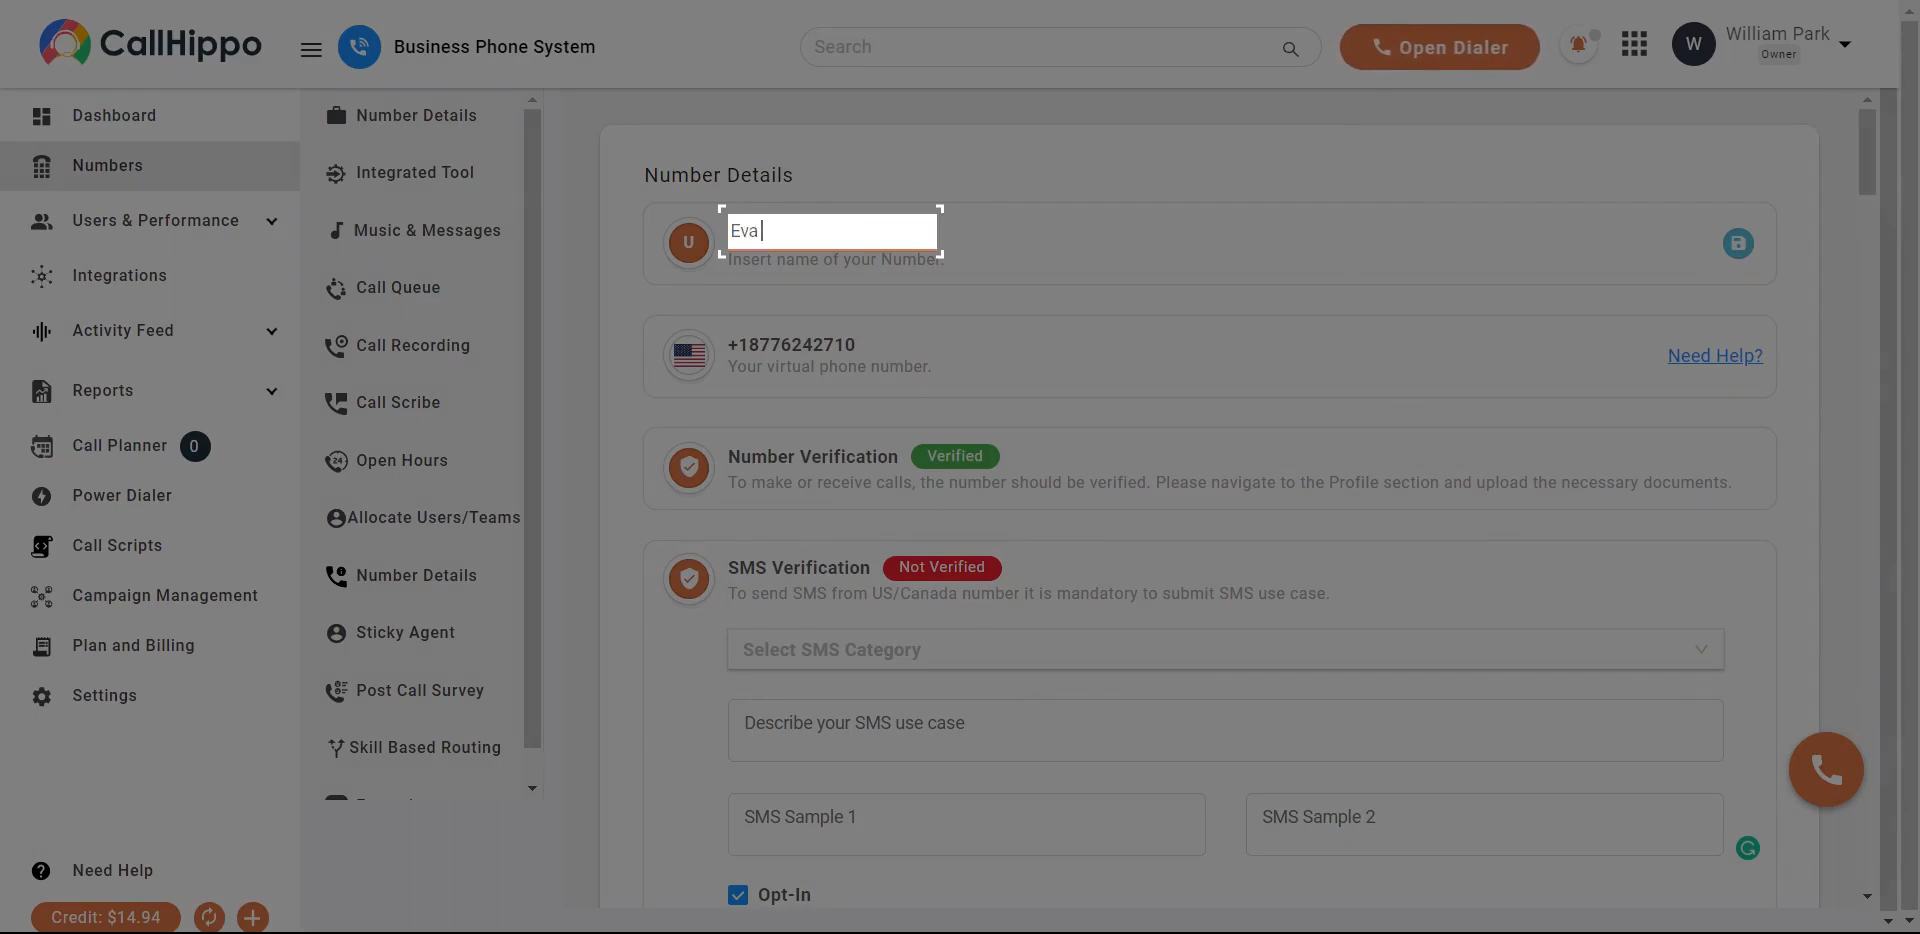 CallHippo
Business Phone System
Search
Open Dialer
W
William Park
Owner
Dashboard
Numbers
Users & Performance
Integrations
Activity Feed
Reports
Call Planner 0
Power Dialer
Call Scripts
Campaign Management
Plan and Billing
Settings
Need Help
Credit: $14.94
Number Details
Integrated Tool
Music & Messages
Call Queue
Call Recording
Call Scribe
Open Hours
Allocate Users/Teams
Number Details
Sticky Agent
Post Call Survey
Skill Based Routing
Number Details
U
Eva
Insert name of your Number.
+18776242710
Your virtual phone number.
Need Help?
Number Verification Verified
To make or receive calls, the number should be verified. Please navigate to the Profile section and upload the necessary documents.
SMS Verification Not Verified
To send SMS from US/Canada number it is mandatory to submit SMS use case.
Select SMS Category
Describe your SMS use case
SMS Sample 1
SMS Sample 2
Opt-In